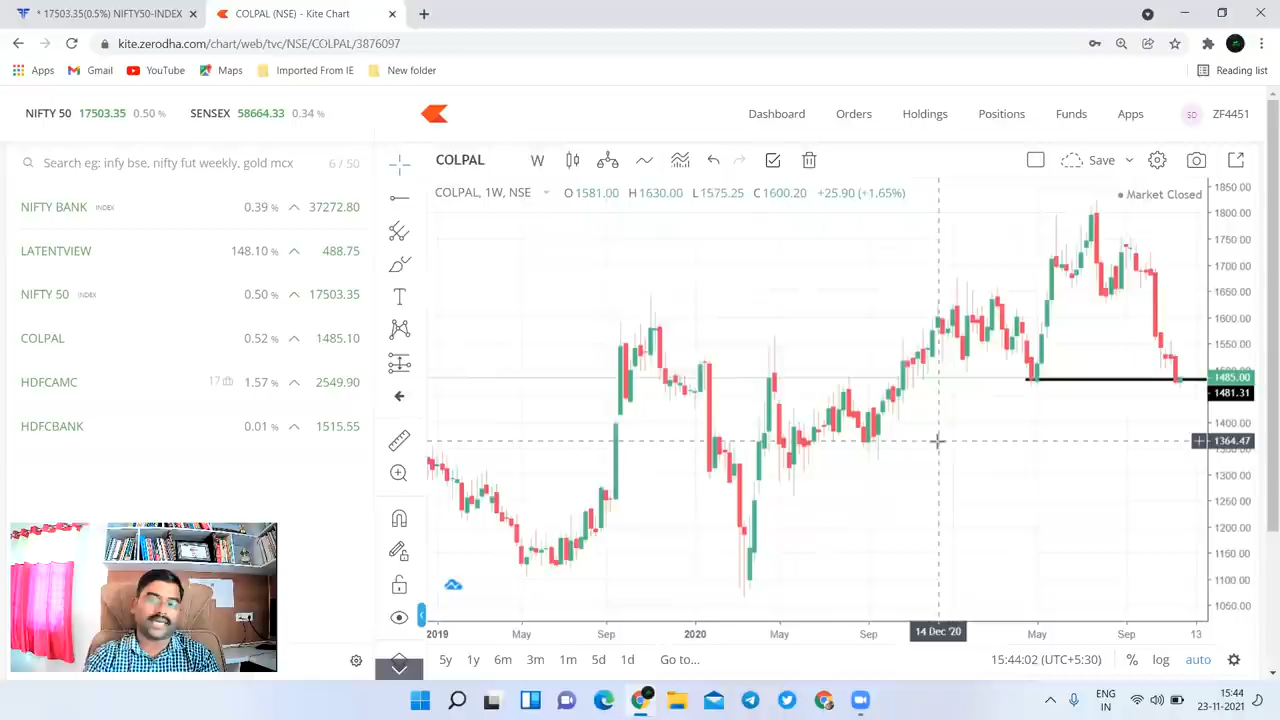 * 17503.35(0.5%) NIFTY50-INDEX
COLPAL (NSE) - Kite Chart
kite.zerodha.com/chart/web/tvc/NSE/COLPAL/3876097
Apps Gmail YouTube Maps Imported From IE New folder Reading list
NIFTY 50 17503.35 0.50 % SENSEX 58664.33 0.34 %
Dashboard Orders Holdings Positions Funds Apps SD ZF4451
Search eg: infy bse, nifty fut weekly, gold mcx 6 / 50
COLPAL W Save
COLPAL, 1W, NSE O1581.00 H1630.00 L1575.25 C1600.20 +25.90 (+1.65%)
Market Closed
NIFTY BANK INDEX 0.39 % 37272.80
LATENTVIEW 148.10 % 488.75
NIFTY 50 INDEX 0.50 % 17503.35
COLPAL 0.52 % 1485.10
HDFCAMC 17 1.57 % 2549.90
HDFCBANK 0.01 % 1515.55
1850.00
1800.00
1750.00
1700.00
1650.00
1600.00
1550.00
1485.00
1481.31
1400.00
1364.47
1300.00
1250.00
1200.00
1150.00
1100.00
1050.00
2019 May Sep 2020 May Sep 14 Dec '20 May Sep 13
5y 1y 6m 3m 1m 5d 1d Go to... 15:44:02 (UTC+5:30) % log auto
ENG
IN
15:44
23-11-2021